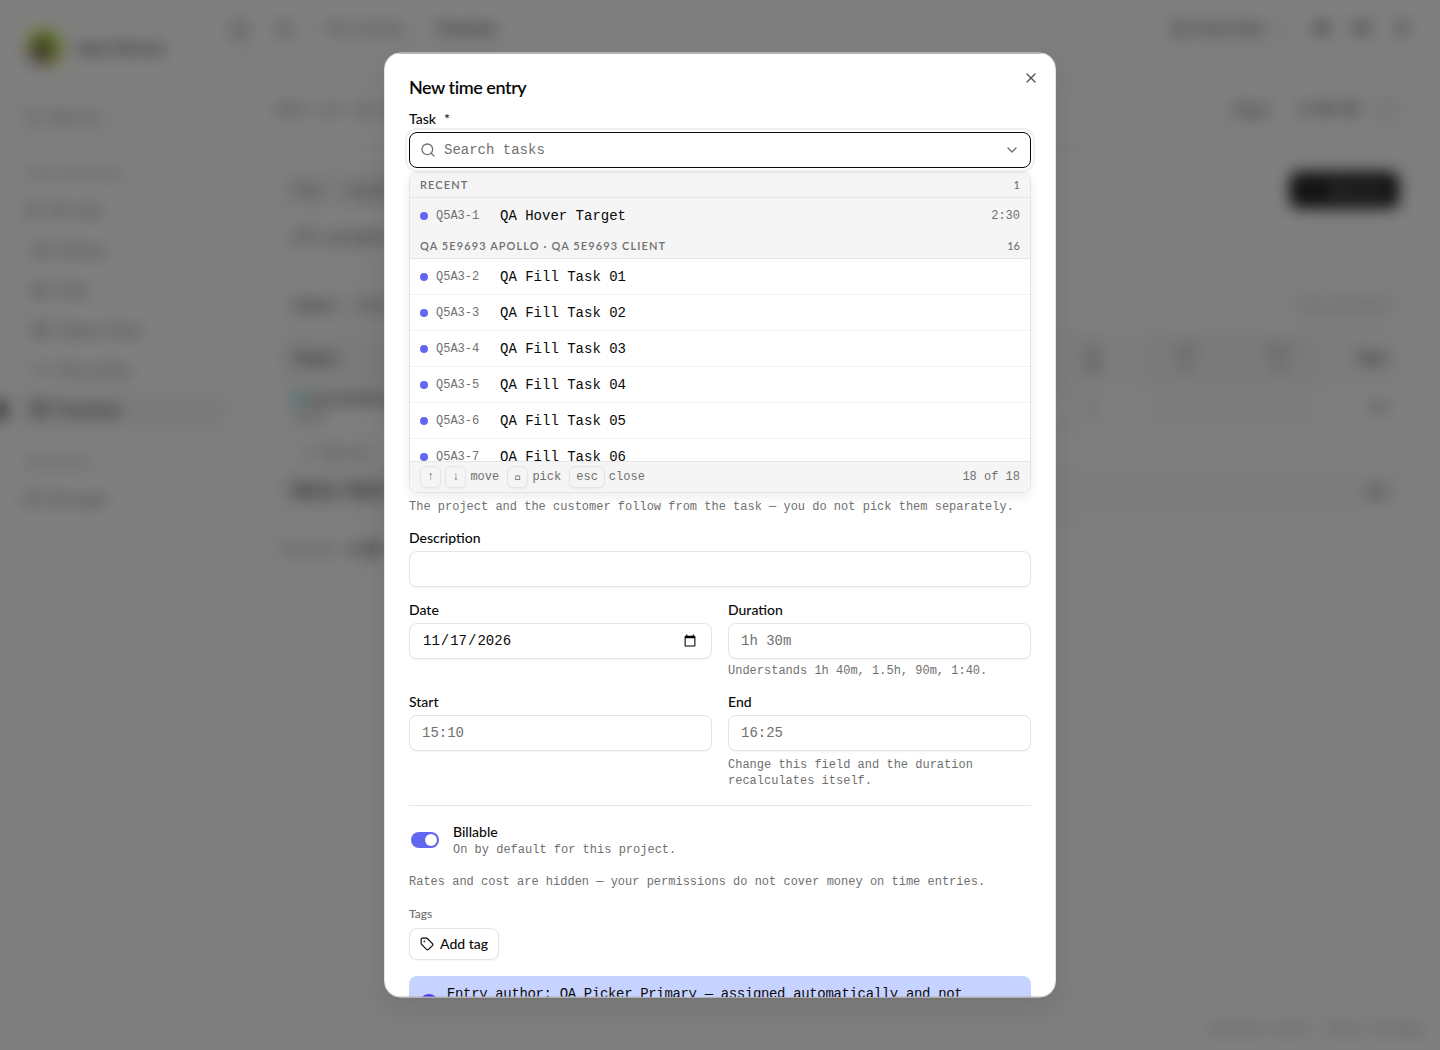 New time entry
Task *
Search tasks
RECENT 1
Q5A3-1 QA Hover Target 2:30
QA 5E9693 APOLLO · QA 5E9693 CLIENT 16
Q5A3-2 QA Fill Task 01
Q5A3-3 QA Fill Task 02
Q5A3-4 QA Fill Task 03
Q5A3-5 QA Fill Task 04
Q5A3-6 QA Fill Task 05
Q5A3-7 QA Fill Task 06
↑ ↓ move pick esc close 18 of 18
The project and the customer follow from the task — you do not pick them separately.
Description
Date Duration
11/17/2026 1h 30m
Understands 1h 40m, 1.5h, 90m, 1:40.
Start End
15:10 16:25
Change this field and the duration
recalculates itself.
Billable
On by default for this project.
Rates and cost are hidden — your permissions do not cover money on time entries.
Tags
Add tag
Entry author: QA Picker Primary — assigned automatically and not